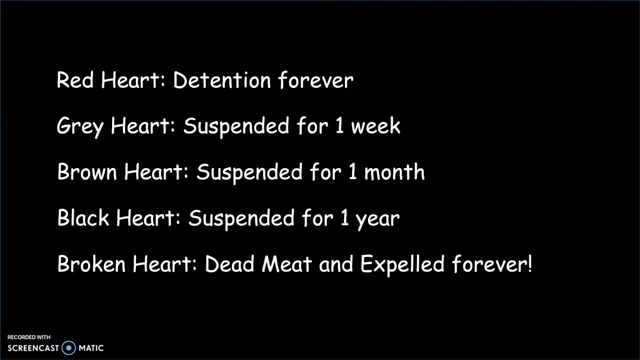 Red Heart: Detention forever
Grey Heart: Suspended for 1 week
Brown Heart: Suspended for 1 month
Black Heart: Suspended for 1 year
Broken Heart: Dead Meat and Expelled forever!
RECORDED WITH
SCREENCAST MATIC